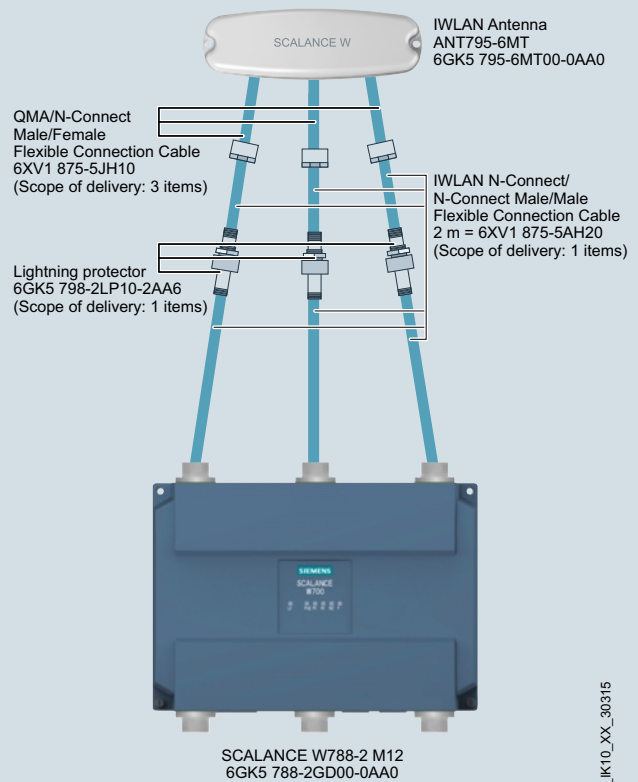 SCALANCE W
IWLAN Antenna
ANT795-6MT
6GK5 795-6MT00-0AA0
QMA/N-Connect
Male/Female
Flexible Connection Cable
6XV1 875-5JH10
(Scope of delivery: 3 items)
IWLAN N-Connect/
N-Connect Male/Male
Flexible Connection Cable
2 m = 6XV1 875-5AH20
(Scope of delivery: 1 items)
Lightning protector
6GK5 798-2LP10-2AA6
(Scope of delivery: 1 items)
SIEMENS
SCALANCE
W700
SCALANCE W788-2 M12
6GK5 788-2GD00-0AA0
_IK10_XX_30315